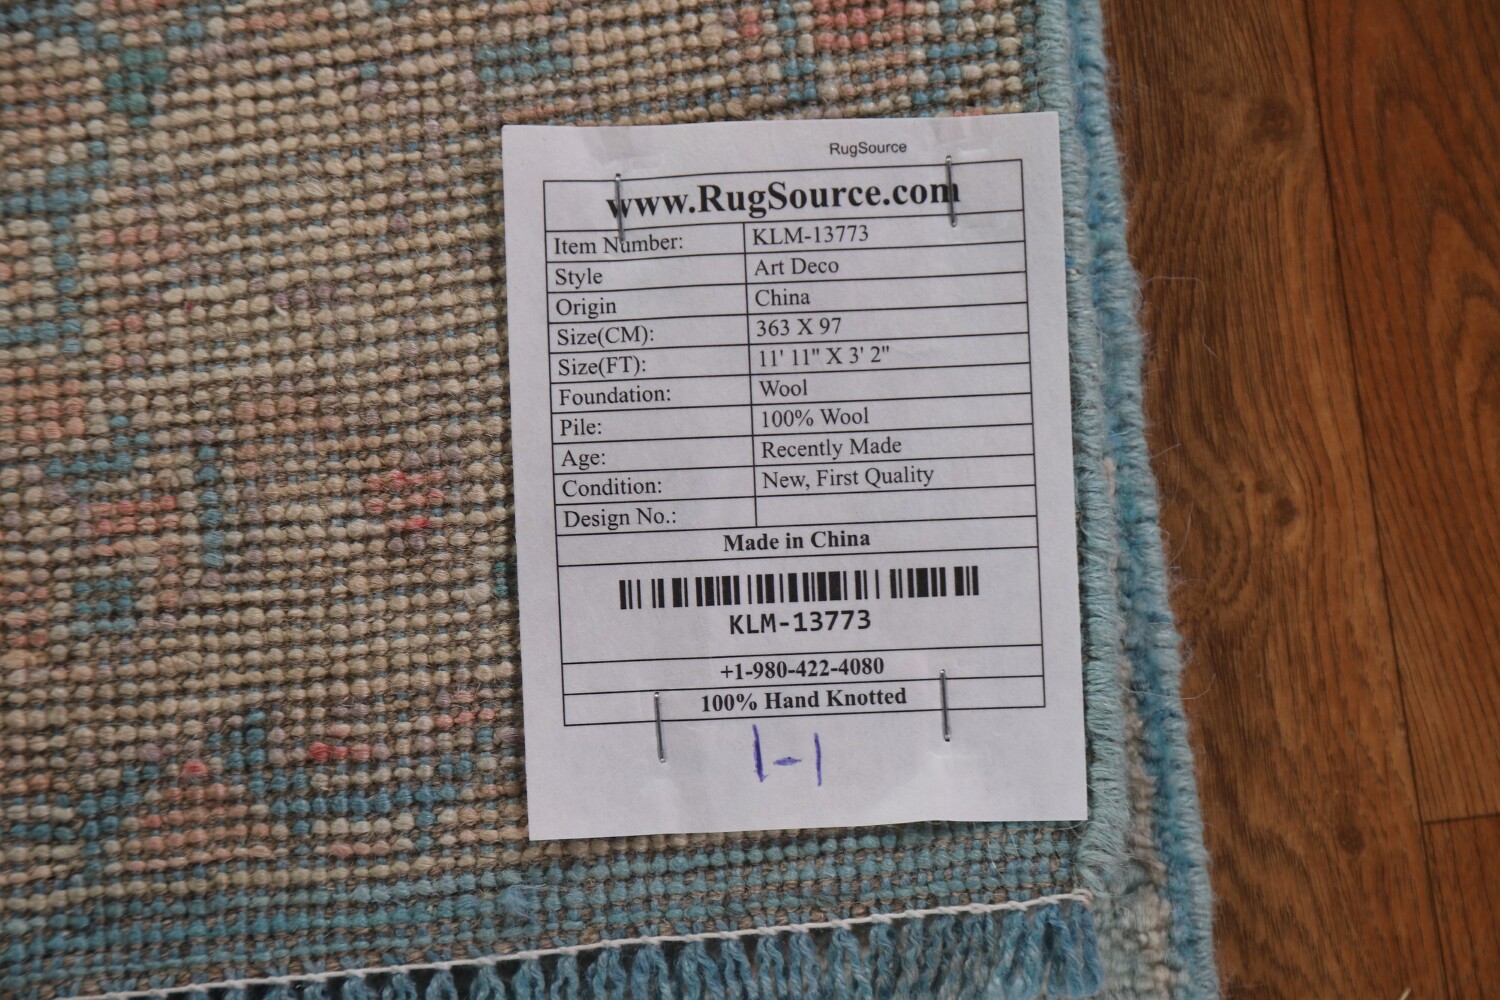 RugSource
www.RugSource.com
Item Number: KLM-13773
Style Art Deco
Origin China
Size(CM): 363 X 97
Size(FT): 11' 11" X 3' 2"
Foundation: Wool
Pile: 100% Wool
Age: Recently Made
Condition: New, First Quality
Design No.:
Made in China
KLM-13773
+1-980-422-4080
100% Hand Knotted
1-1